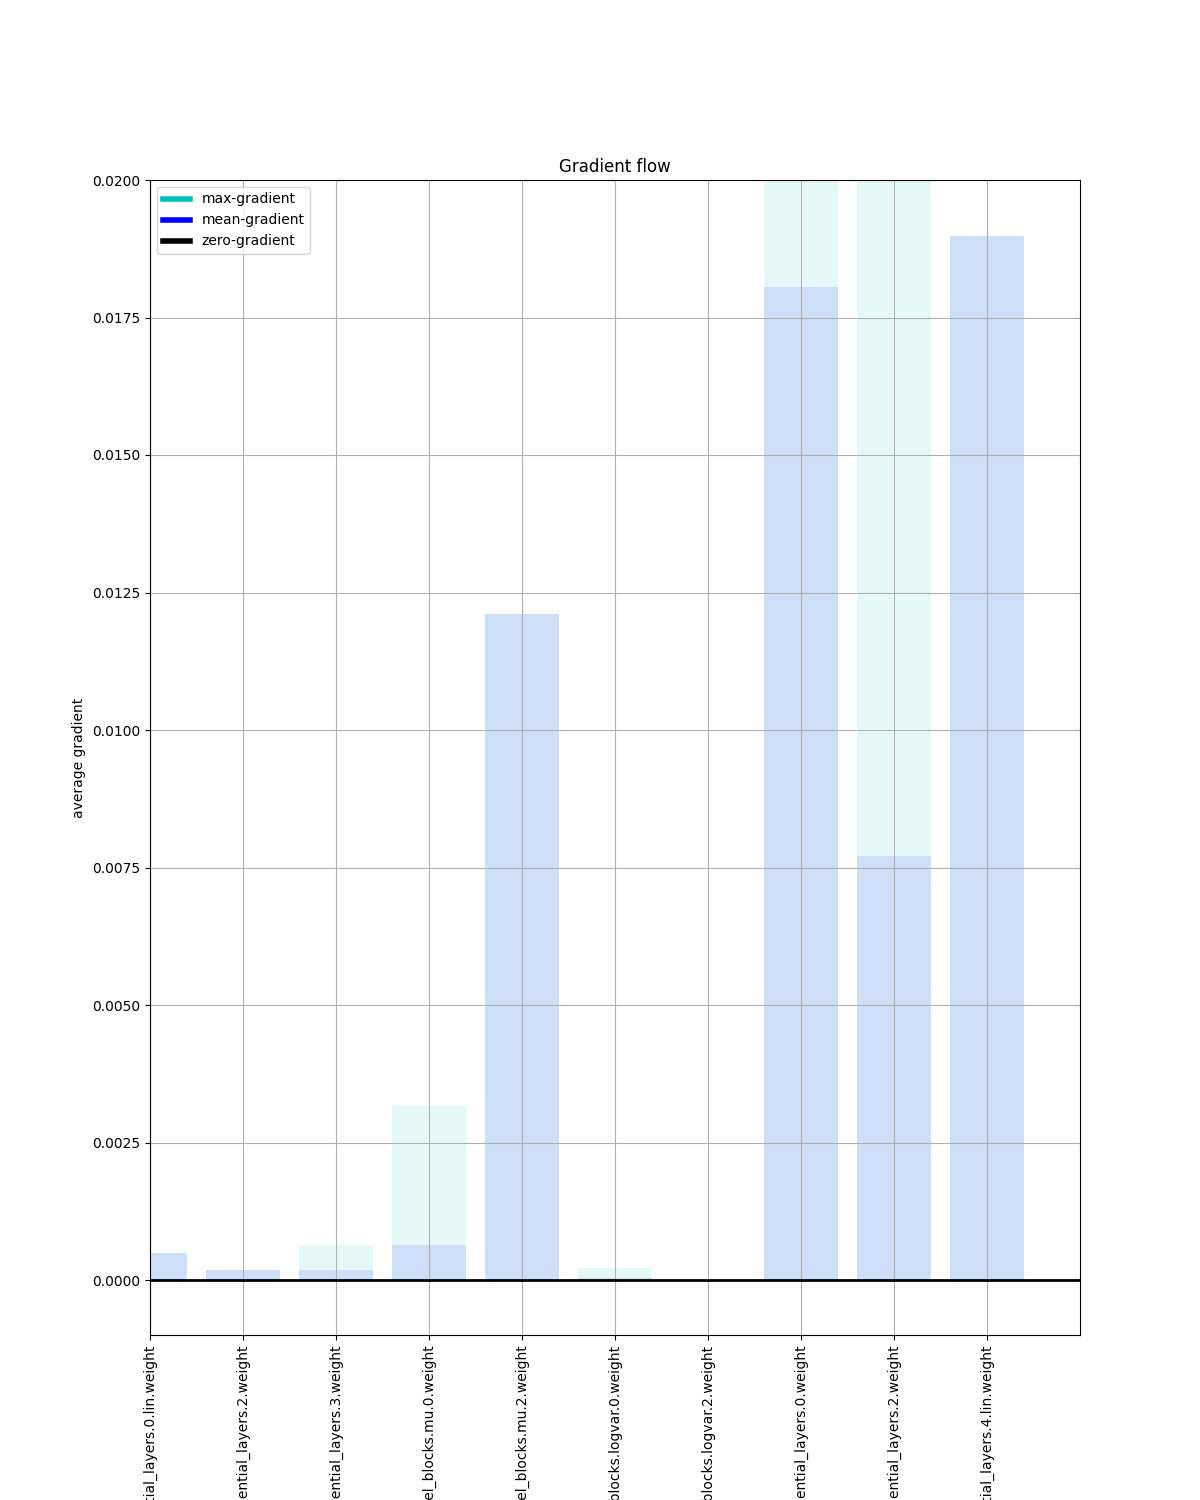 Gradient flow
max-gradient
mean-gradient
zero-gradient
0.0200
0.0175
0.0150
0.0125
0.0100
0.0075
0.0050
0.0025
0.0000
average gradient
tial_layers.0.lin.weight
ential_layers.2.weight
ential_layers.3.weight
el_blocks.mu.0.weight
el_blocks.mu.2.weight
blocks.logvar.0.weight
blocks.logvar.2.weight
ential_layers.0.weight
ential_layers.2.weight
tial_layers.4.lin.weight